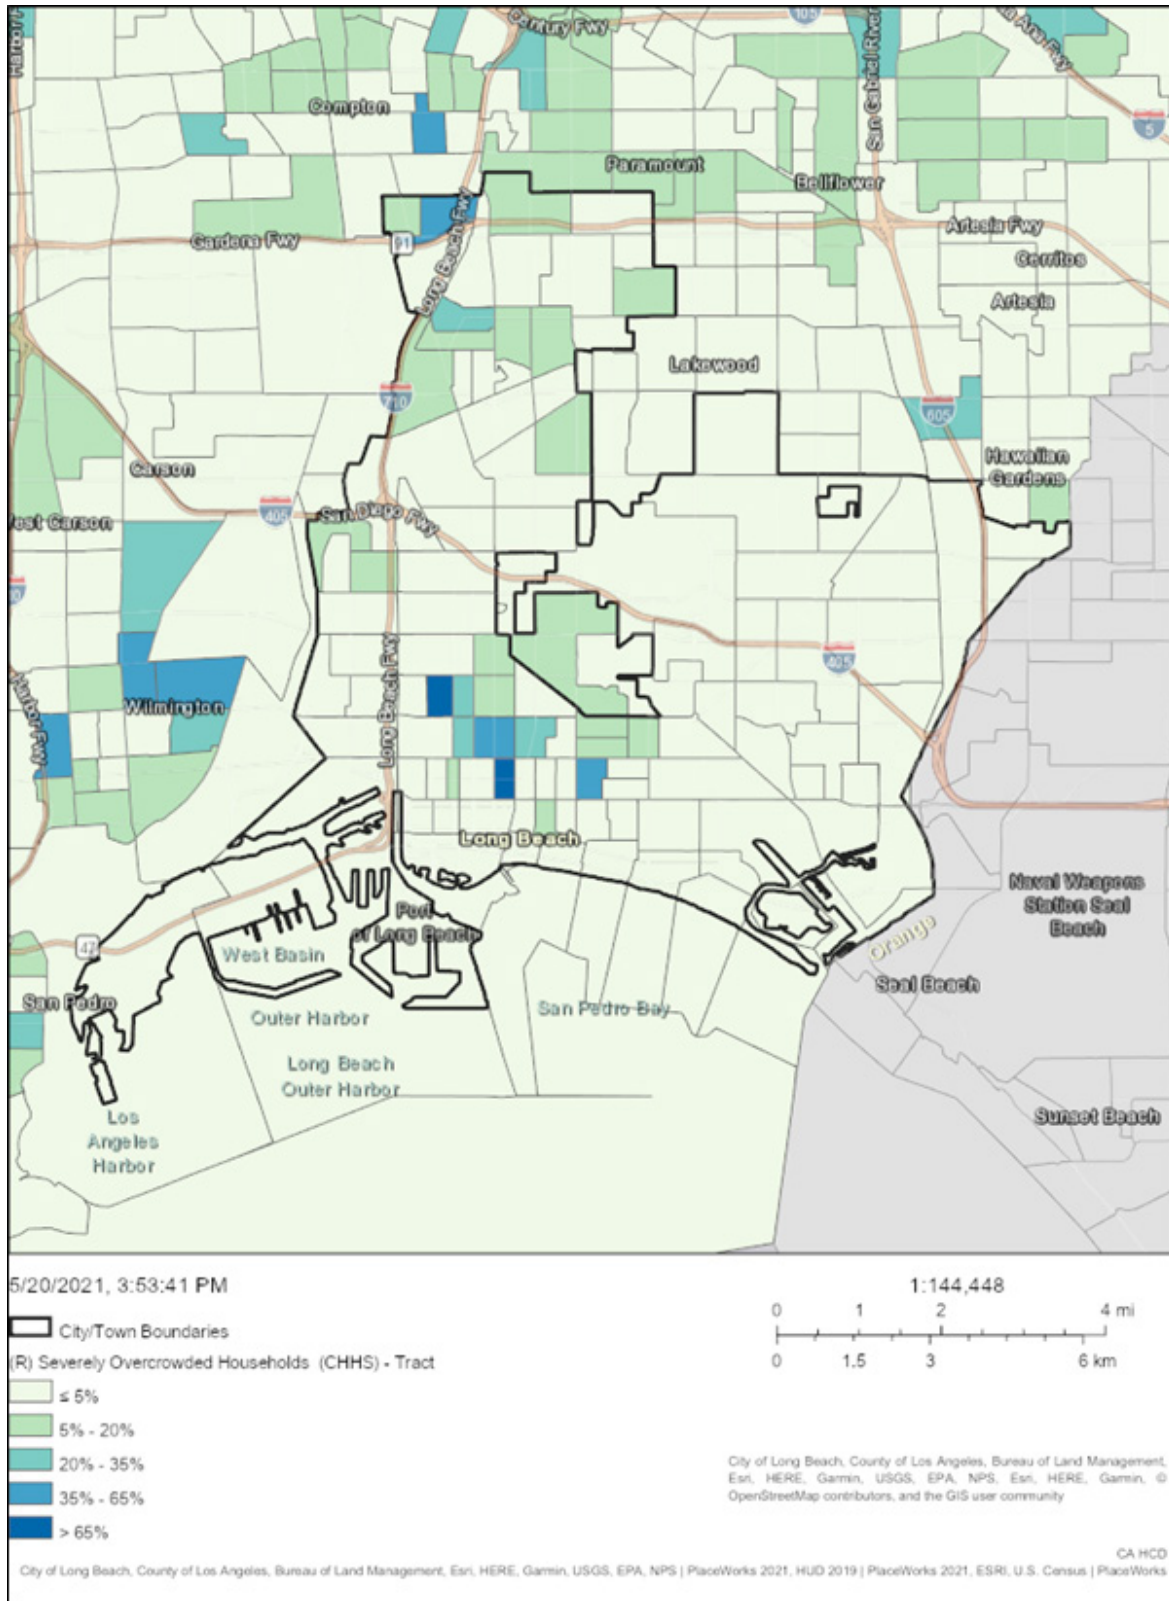 Century Fwy
105
San Gabriel River
Ana Ana Fwy
Harbor F
Compton
5
Paramount
Bellflower
Long Beach Fwy
Gardena Fwy
91
Artesia Fwy
Cerritos
Artesia
Lakewood
710
605
Carson
Hawaiian
Gardens
405
San Diego Fwy
est Carson
Long Beach Fwy
405
Harbor Fwy
Wilmington
Long Beach
Naval Weapons
Station Seal
Beach
Port
of Long Beach
Orange
47
West Basin
Seal Beach
San Pedro
San Pedro Bay
Outer Harbor
Long Beach
Outer Harbor
Los
Angeles
Harbor
Sunset Beach
5/20/2021, 3:53:41 PM
1:144,448
0 1 2 4 mi
0 1.5 3 6 km
City/Town Boundaries
(R) Severely Overcrowded Households (CHHS) - Tract
≤ 5%
5% - 20%
20% - 35%
35% - 65%
> 65%
City of Long Beach, County of Los Angeles, Bureau of Land Management,
Esri, HERE, Garmin, USGS, EPA, NPS, Esri, HERE, Garmin, ©
OpenStreetMap contributors, and the GIS user community
CA HCD
City of Long Beach, County of Los Angeles, Bureau of Land Management, Esri, HERE, Garmin, USGS, EPA, NPS | PlaceWorks 2021, HUD 2019 | PlaceWorks 2021, ESRI, U.S. Census | PlaceWorks